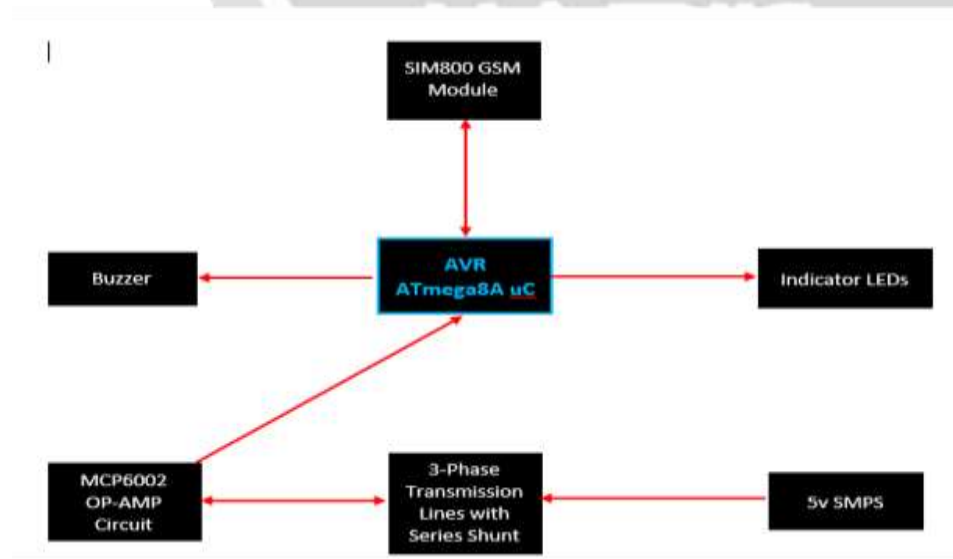 SIM800 GSM
Module
Buzzer
AVR
ATmega8A uC
Indicator LEDs
MCP6002
OP-AMP
Circuit
3-Phase
Transmission
Lines with
Series Shunt
5v SMPS